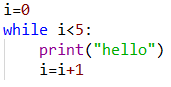 i=0
while i<5:
    print("hello")
    i=i+1